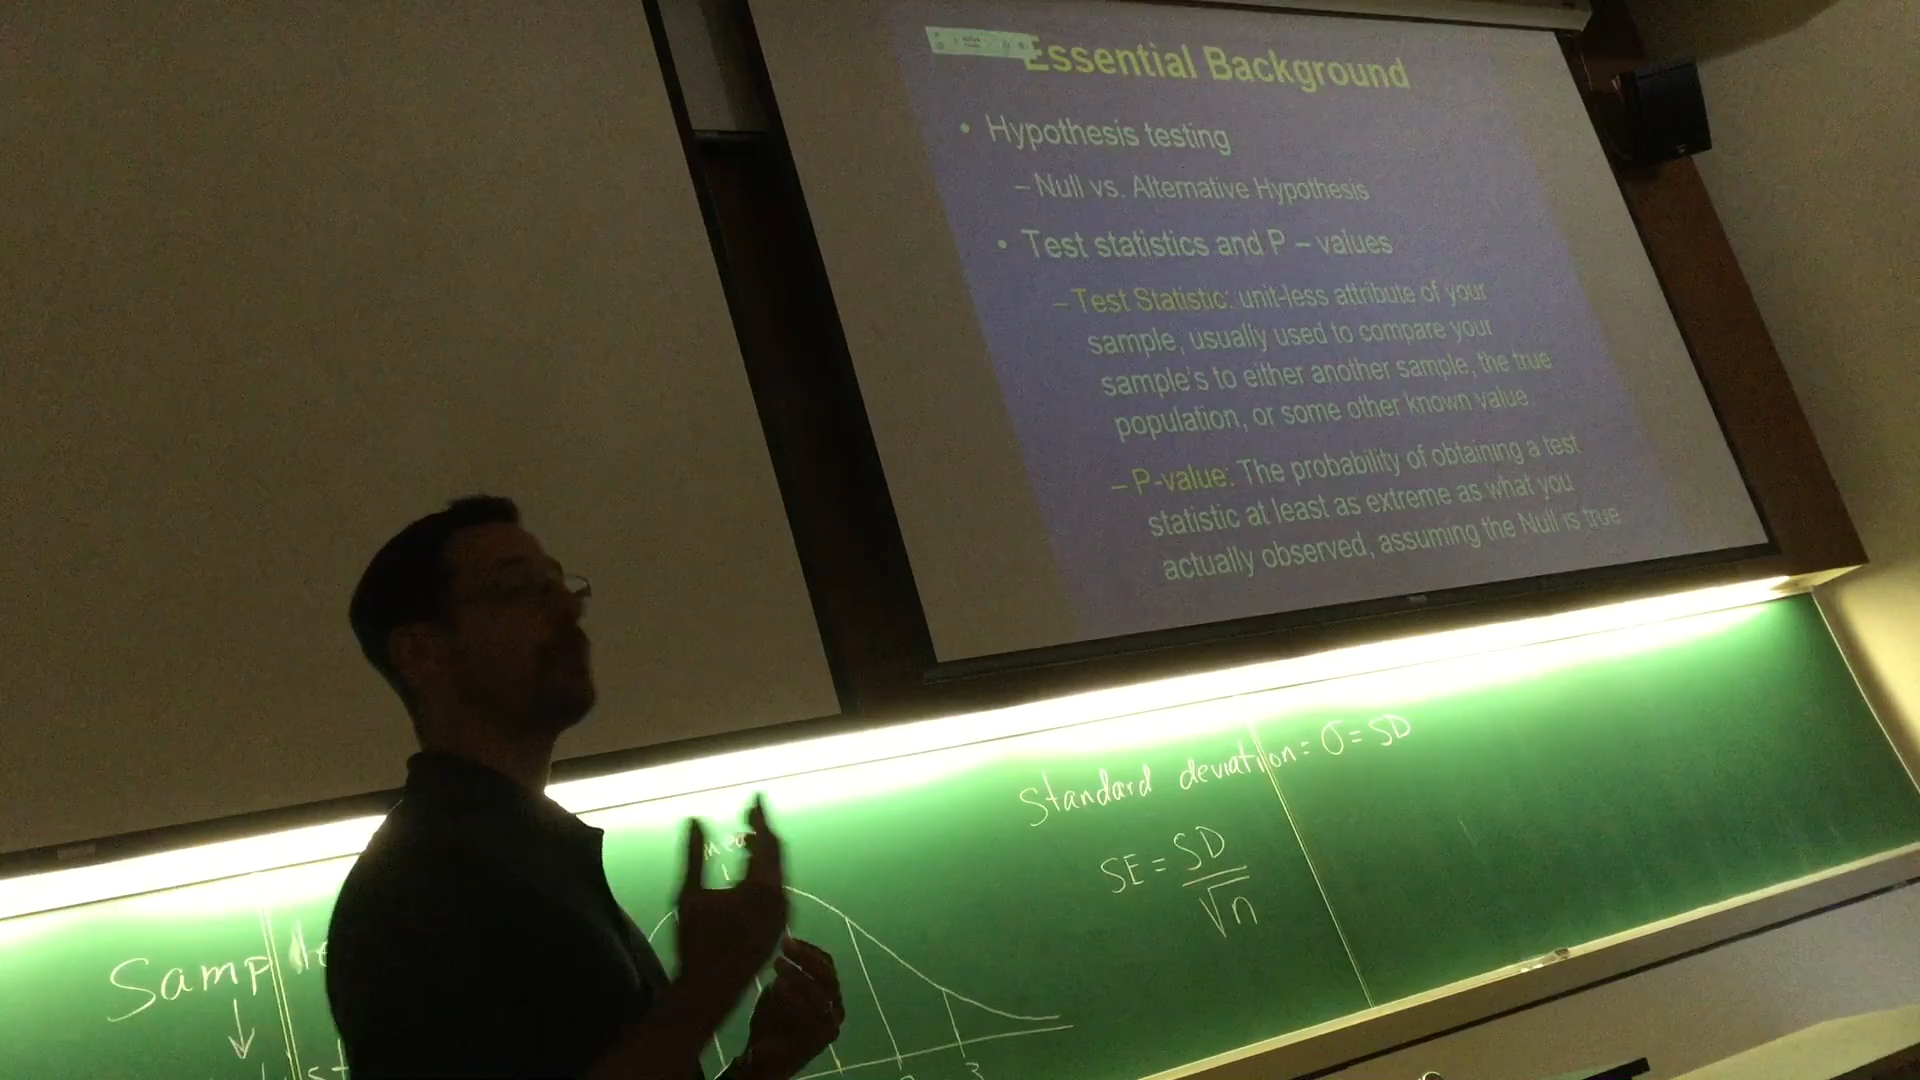 Essential Background
• Hypothesis testing
– Null vs. Alternative Hypothesis
• Test statistics and P – values
– Test Statistic: unit-less attribute of your
sample, usually used to compare your
sample's to either another sample, the true
population, or some other known value
– P-value: The probability of obtaining a test
statistic at least as extreme as what you
actually observed, assuming the Null is true.
Standard deviation = σ = SD
SE = SD / √n
Sample
3